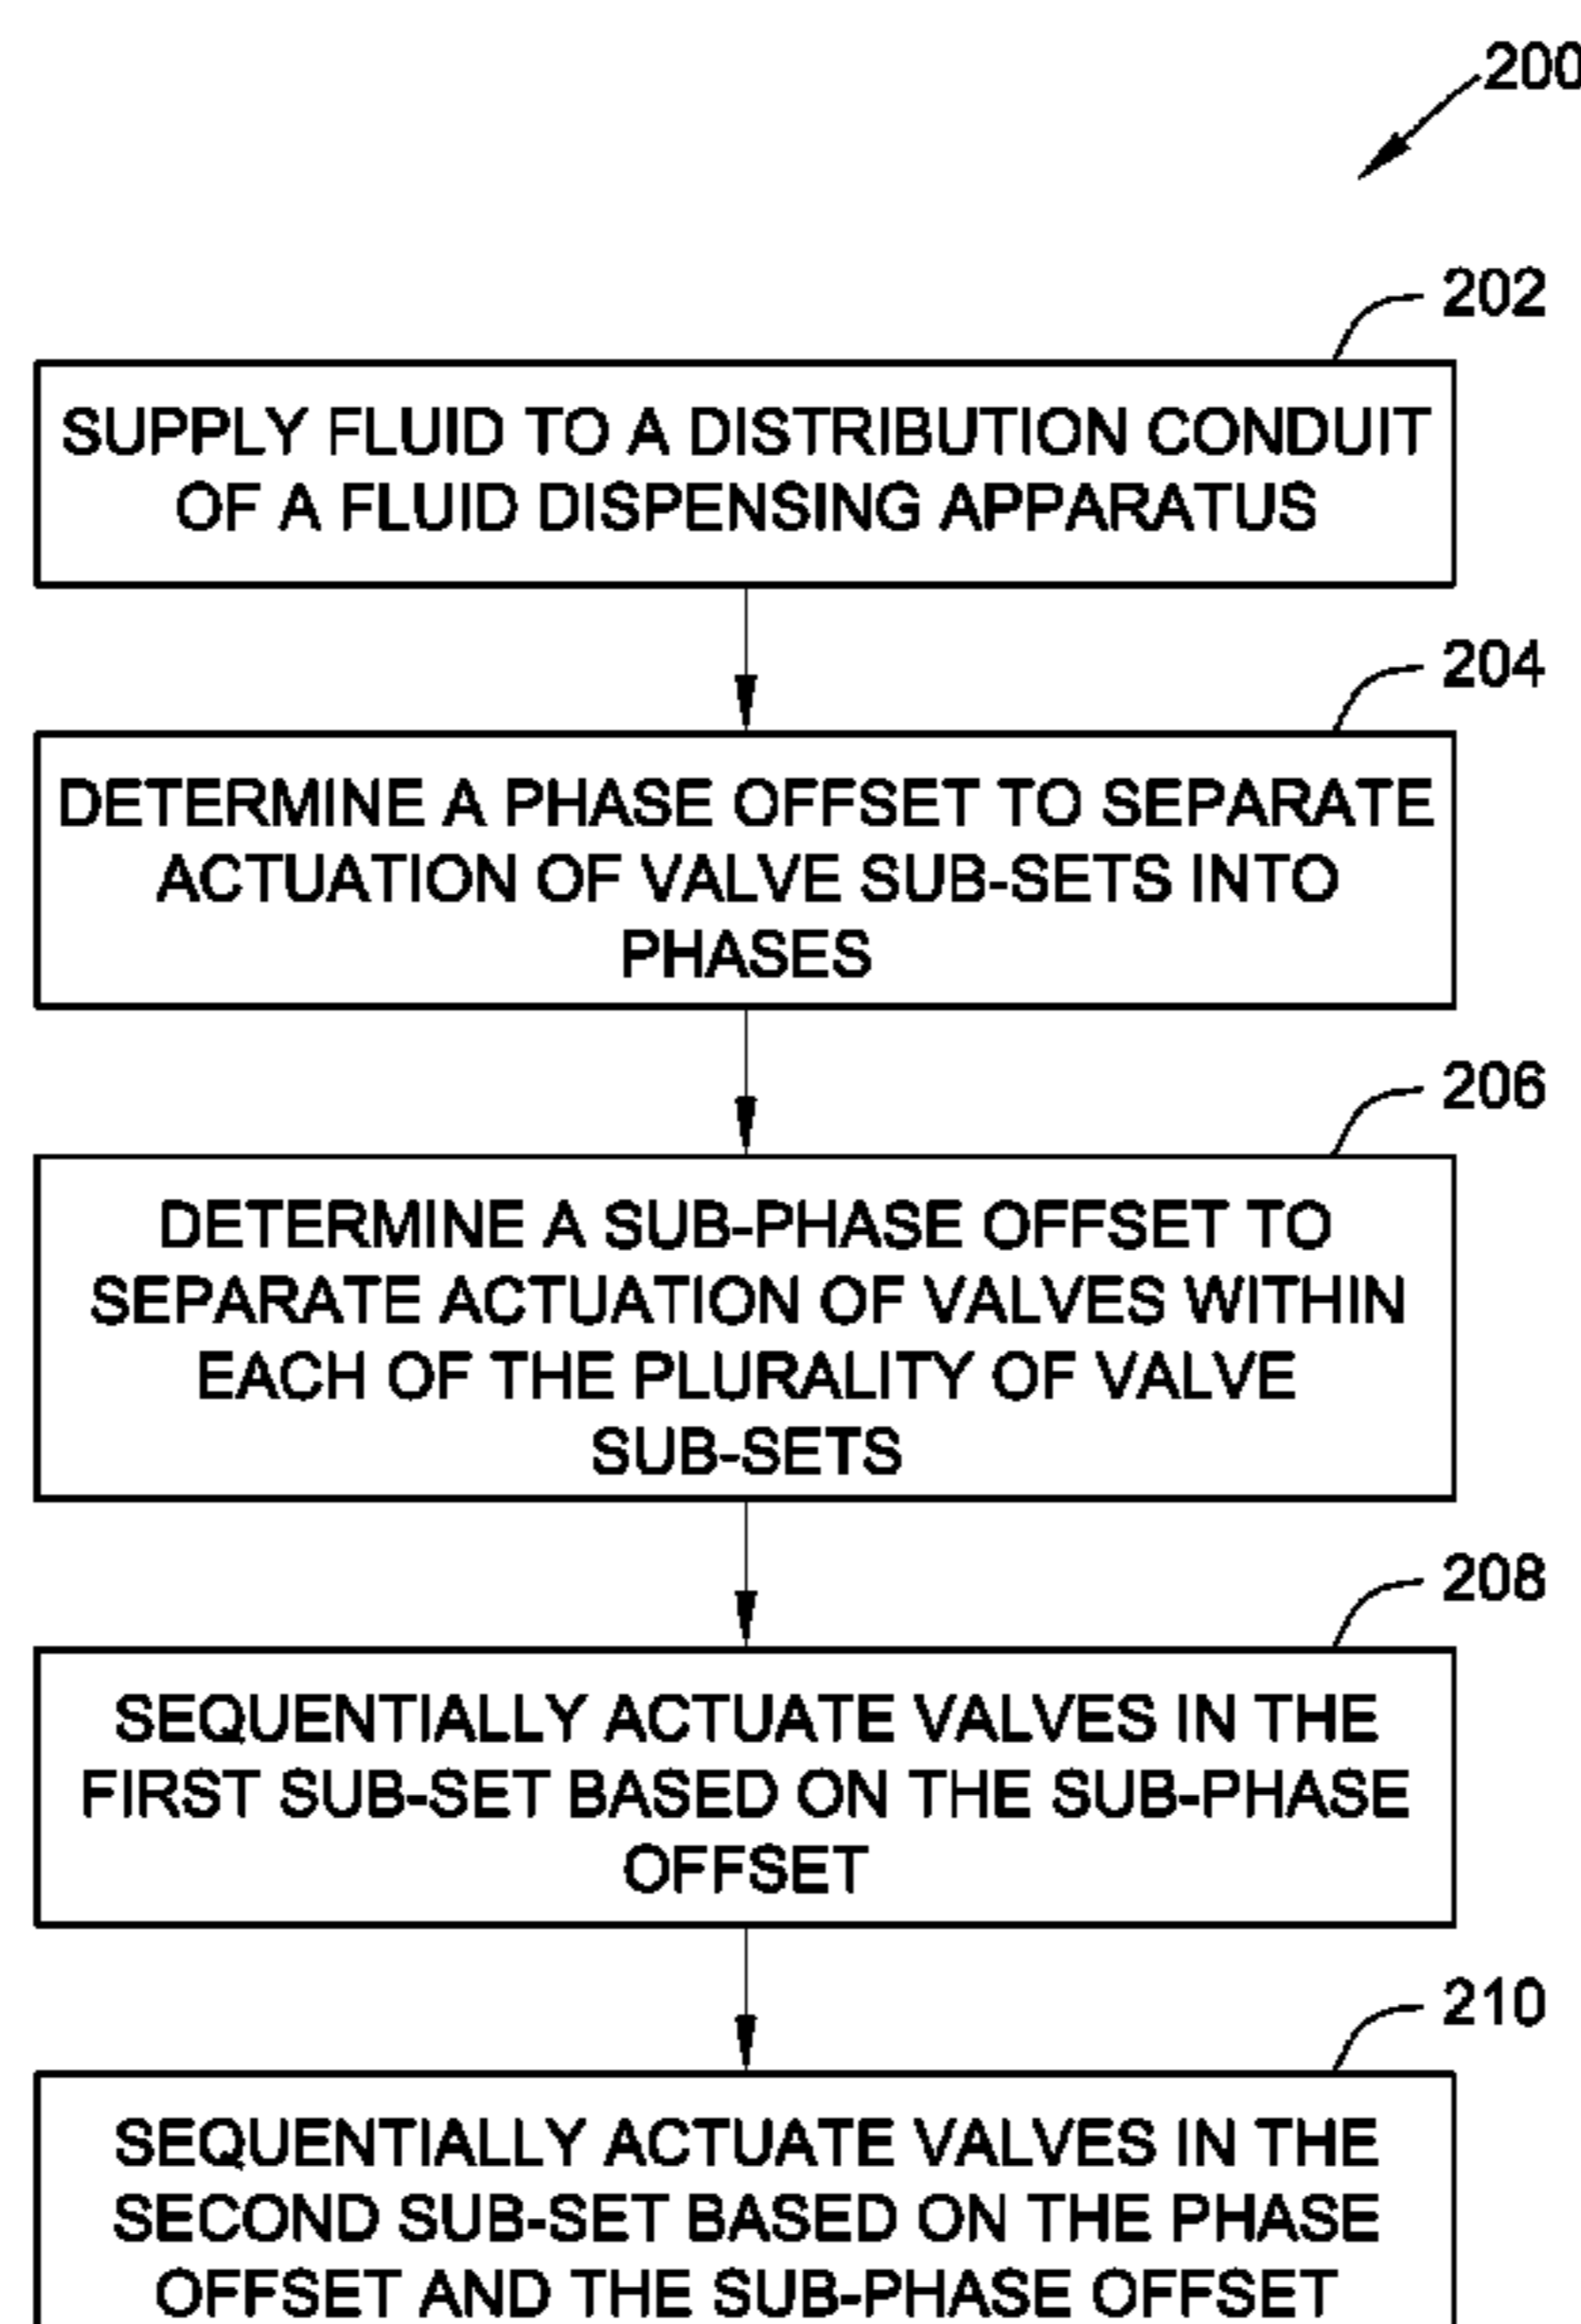 200
202
SUPPLY FLUID TO A DISTRIBUTION CONDUIT
OF A FLUID DISPENSING APPARATUS
204
DETERMINE A PHASE OFFSET TO SEPARATE
ACTUATION OF VALVE SUB-SETS INTO
PHASES
206
DETERMINE A SUB-PHASE OFFSET TO
SEPARATE ACTUATION OF VALVES WITHIN
EACH OF THE PLURALITY OF VALVE
SUB-SETS
208
SEQUENTIALLY ACTUATE VALVES IN THE
FIRST SUB-SET BASED ON THE SUB-PHASE
OFFSET
210
SEQUENTIALLY ACTUATE VALVES IN THE
SECOND SUB-SET BASED ON THE PHASE
OFFSET AND THE SUB-PHASE OFFSET